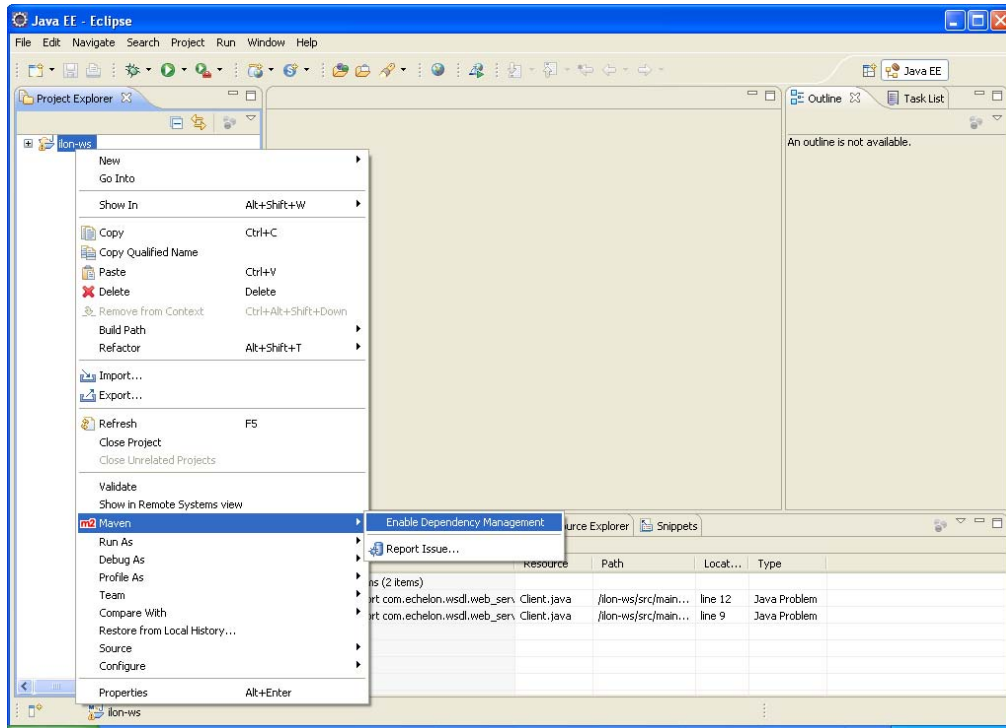 Java EE - Eclipse
File Edit Navigate Search Project Run Window Help
Java EE
Project Explorer
Outline
Task List
ilon-ws
An outline is not available.
New
Go Into
Show In Alt+Shift+W
Copy Ctrl+C
Copy Qualified Name
Paste Ctrl+V
Delete Delete
Remove from Context Ctrl+Alt+Shift+Down
Build Path
Refactor Alt+Shift+T
Import...
Export...
Refresh F5
Close Project
Close Unrelated Projects
Validate
Show in Remote Systems view
m2 Maven
Enable Dependency Management
Report Issue...
Explorer
Snippets
Run As
Debug As
Profile As
Team
Compare With
Restore from Local History...
Source
Configure
Properties Alt+Enter
Resource Path Locat... Type
(2 items)
com.echelon.wsdl.web_serv Client.java /ilon-ws/src/main... line 12 Java Problem
com.echelon.wsdl.web_serv Client.java /ilon-ws/src/main... line 9 Java Problem
ilon-ws